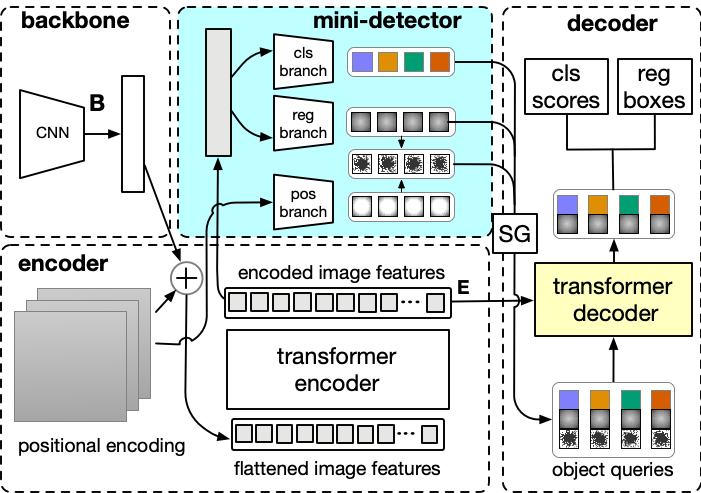 backbone
CNN
B
mini-detector
cls
branch
reg
branch
pos
branch
decoder
cls
scores
reg
boxes
SG
transformer
decoder
object queries
encoder
positional encoding
encoded image features
E
transformer
encoder
flattened image features